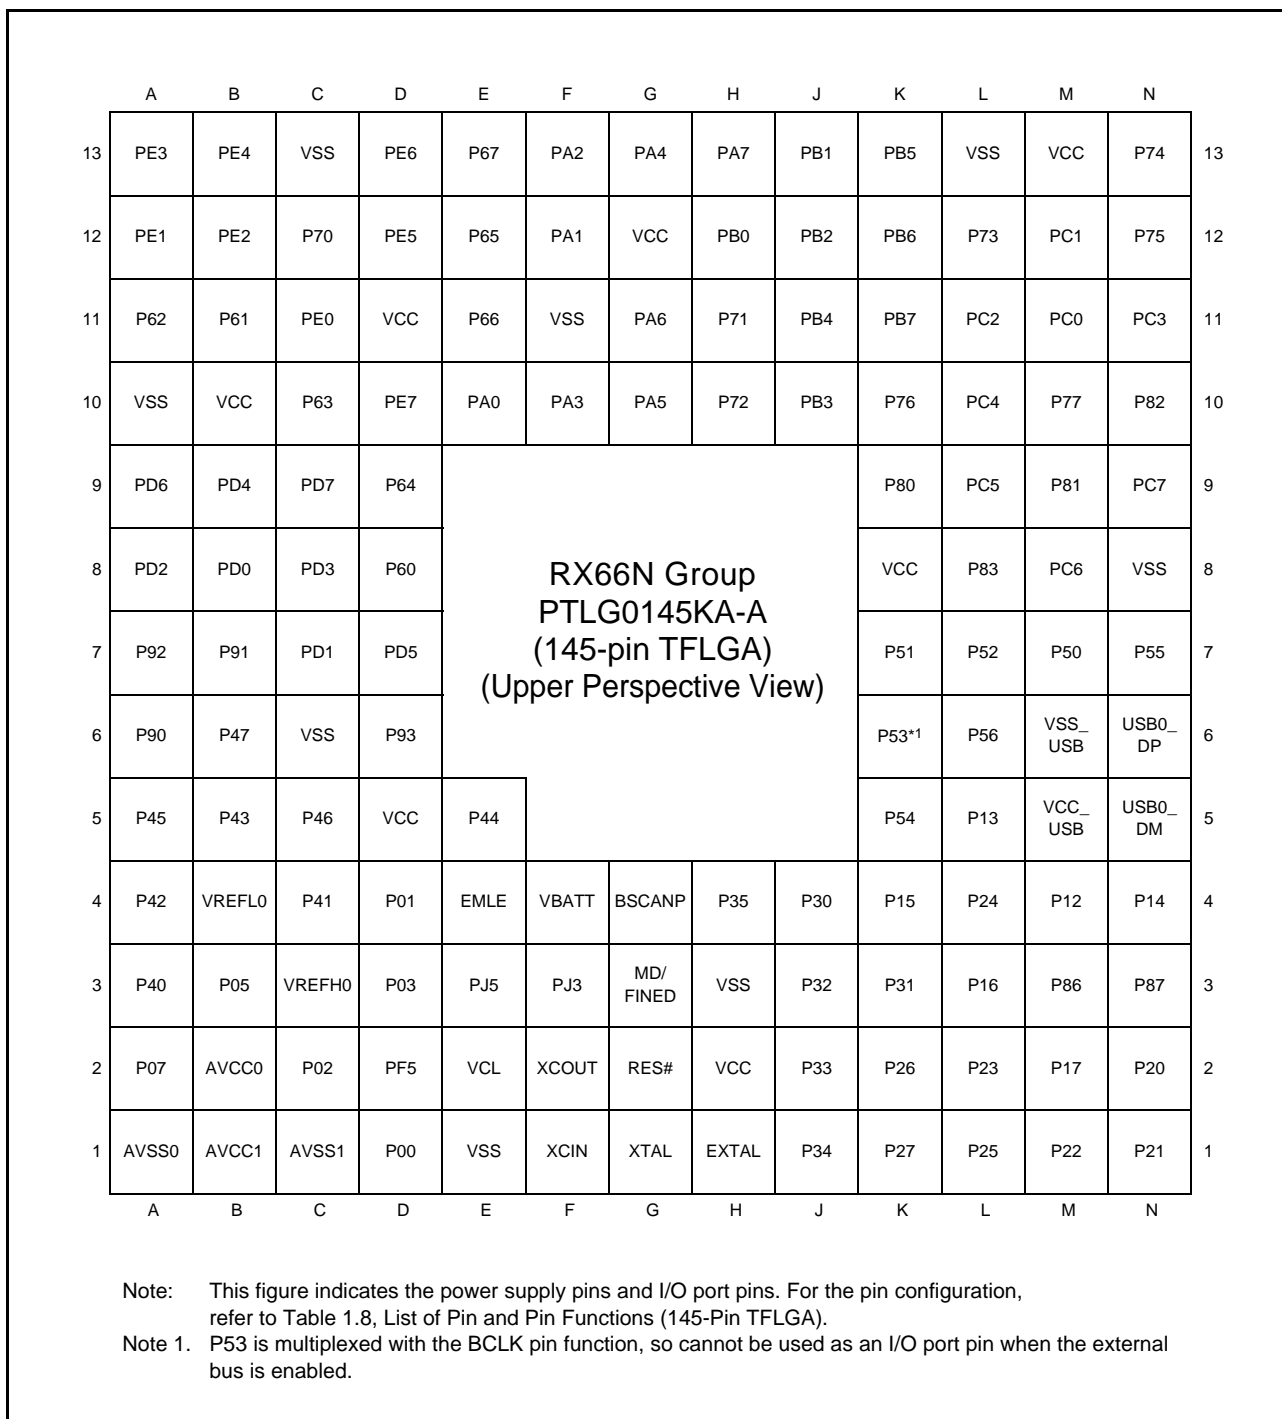 A B C D E F G H J K L M N
13 PE3 PE4 VSS PE6 P67 PA2 PA4 PA7 PB1 PB5 VSS VCC P74 13
12 PE1 PE2 P70 PE5 P65 PA1 VCC PB0 PB2 PB6 P73 PC1 P75 12
11 P62 P61 PE0 VCC P66 VSS PA6 P71 PB4 PB7 PC2 PC0 PC3 11
10 VSS VCC P63 PE7 PA0 PA3 PA5 P72 PB3 P76 PC4 P77 P82 10
9 PD6 PD4 PD7 P64 P80 PC5 P81 PC7 9
8 PD2 PD0 PD3 P60 VCC P83 PC6 VSS 8
RX66N Group
PTLG0145KA-A
(145-pin TFLGA)
(Upper Perspective View)
7 P92 P91 PD1 PD5 P51 P52 P50 P55 7
6 P90 P47 VSS P93 P53*1 P56 VSS_ USB0_ 6
USB DP
5 P45 P43 P46 VCC P44 P54 P13 VCC_ USB0_ 5
USB DM
4 P42 VREFL0 P41 P01 EMLE VBATT BSCANP P35 P30 P15 P24 P12 P14 4
3 P40 P05 VREFH0 P03 PJ5 PJ3 MD/ VSS P32 P31 P16 P86 P87 3
FINED
2 P07 AVCC0 P02 PF5 VCL XCOUT RES# VCC P33 P26 P23 P17 P20 2
1 AVSS0 AVCC1 AVSS1 P00 VSS XCIN XTAL EXTAL P34 P27 P25 P22 P21 1
A B C D E F G H J K L M N
Note: This figure indicates the power supply pins and I/O port pins. For the pin configuration,
refer to Table 1.8, List of Pin and Pin Functions (145-Pin TFLGA).
Note 1. P53 is multiplexed with the BCLK pin function, so cannot be used as an I/O port pin when the external
bus is enabled.